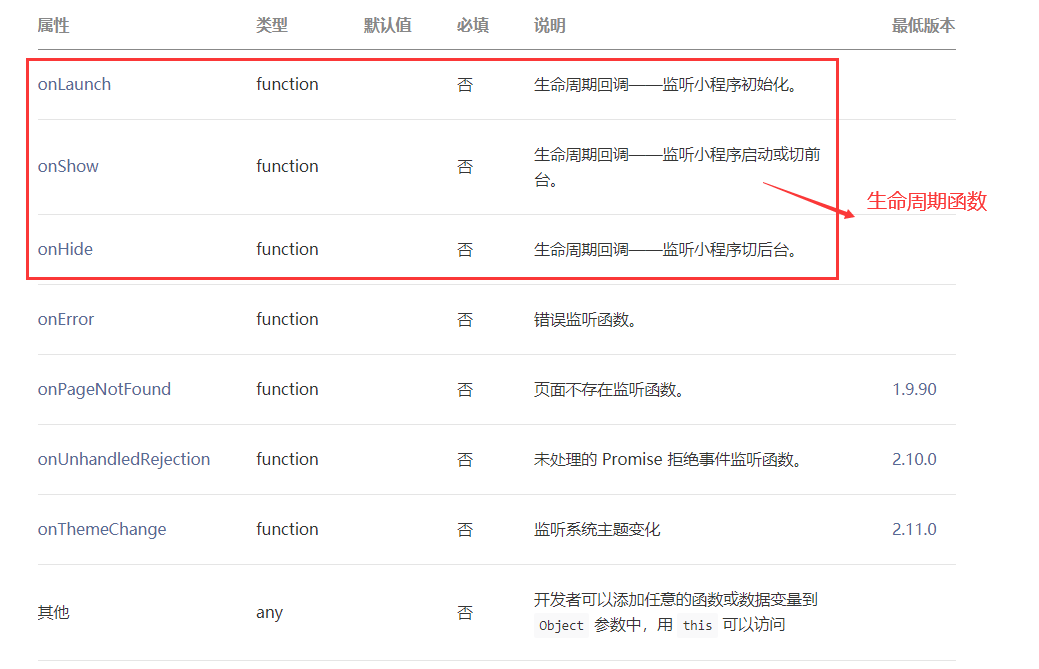 属性 类型 默认值 必填 说明 最低版本
onLaunch function 否 生命周期回调——监听小程序初始化。
onShow function 否 生命周期回调——监听小程序启动或切前
台。
生命周期函数
onHide function 否 生命周期回调——监听小程序切后台。
onError function 否 错误监听函数。
onPageNotFound function 否 页面不存在监听函数。 1.9.90
onUnhandledRejection function 否 未处理的 Promise 拒绝事件监听函数。 2.10.0
onThemeChange function 否 监听系统主题变化 2.11.0
其他 any 否 开发者可以添加任意的函数或数据变量到
Object 参数中，用 this 可以访问